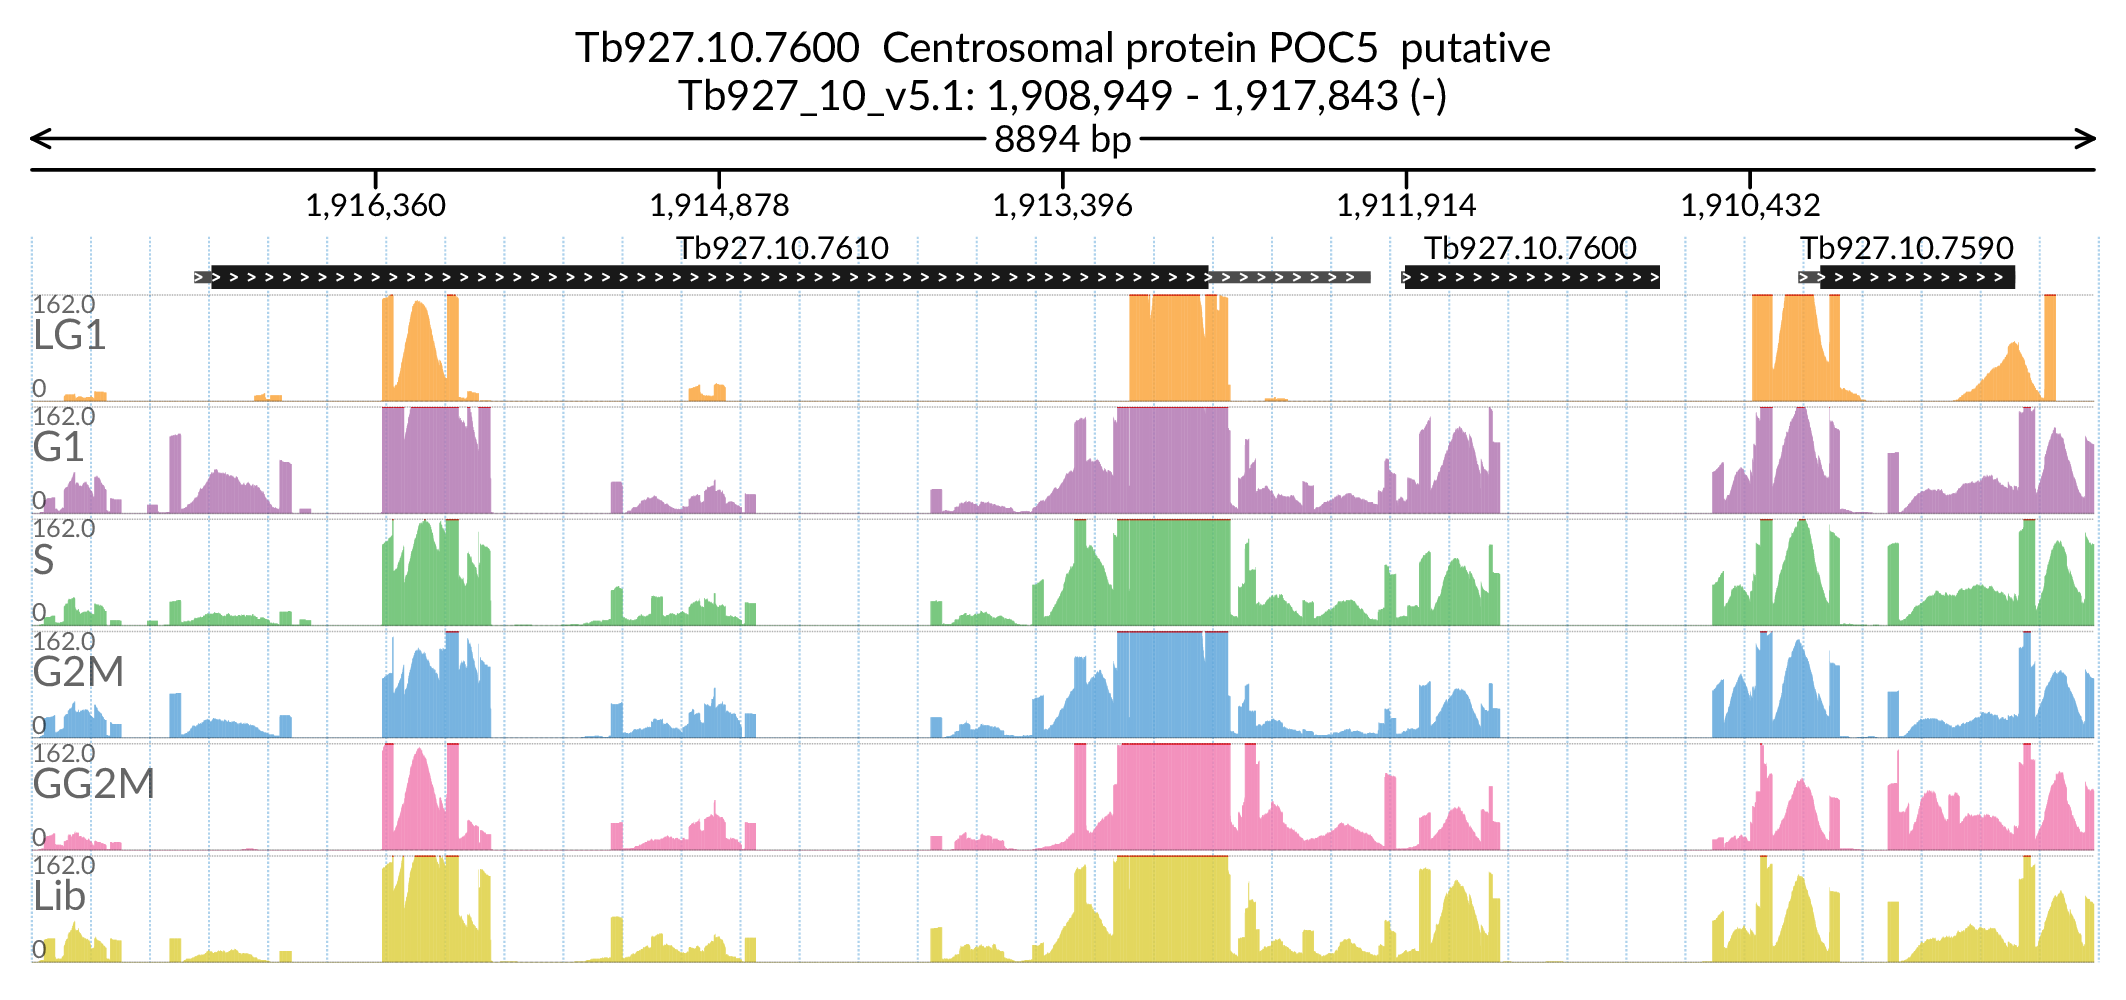 Tb927.10.7600  Centrosomal protein POC5  putative
Tb927_10_v5.1: 1,908,949 - 1,917,843 (-)
8894 bp
1,916,360 1,914,878 1,913,396 1,911,914 1,910,432
Tb927.10.7610 Tb927.10.7600 Tb927.10.7590
162.0
LG1
0
162.0
G1
0
162.0
S
0
162.0
G2M
0
162.0
GG2M
0
162.0
Lib
0